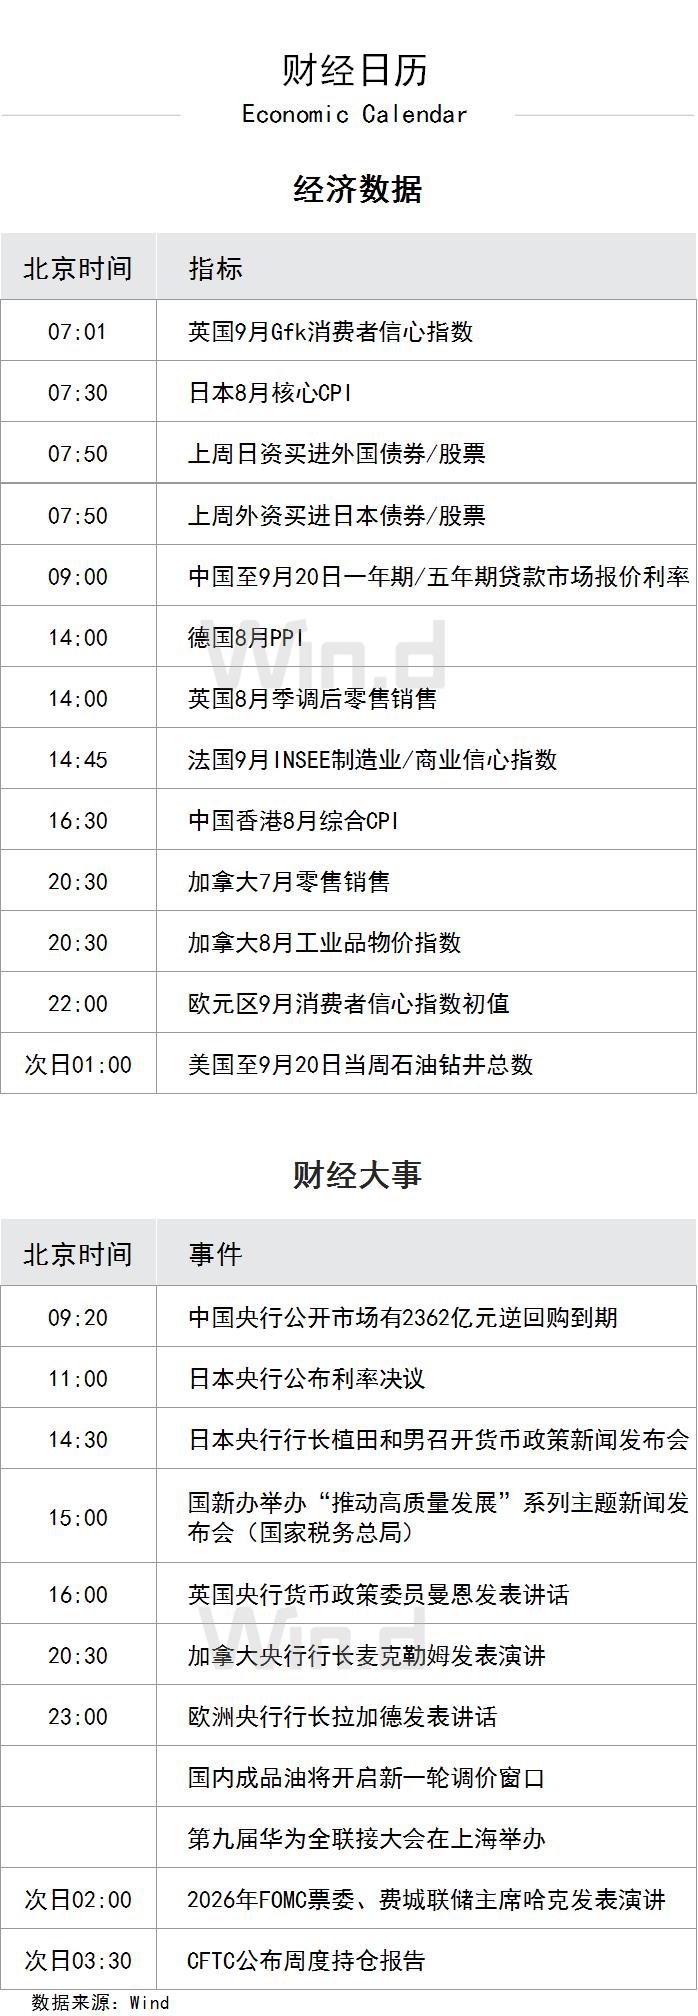 财经日历
Economic Calendar
经济数据
北京时间 指标
07:01 英国9月Gfk消费者信心指数
07:30 日本8月核心CPI
07:50 上周日资买进外国债券/股票
07:50 上周外资买进日本债券/股票
09:00 中国至9月20日一年期/五年期贷款市场报价利率
14:00 德国8月PPI
14:00 英国8月季调后零售销售
14:45 法国9月INSEE制造业/商业信心指数
16:30 中国香港8月综合CPI
20:30 加拿大7月零售销售
20:30 加拿大8月工业品物价指数
22:00 欧元区9月消费者信心指数初值
次日01:00 美国至9月20日当周石油钻井总数
Win.d
财经大事
北京时间 事件
09:20 中国央行公开市场有2362亿元逆回购到期
11:00 日本央行公布利率决议
14:30 日本央行行长植田和男召开货币政策新闻发布会
15:00 国新办举办“推动高质量发展”系列主题新闻发
布会（国家税务总局）
16:00 英国央行货币政策委员曼恩发表讲话
20:30 加拿大央行行长麦克勒姆发表演讲
23:00 欧洲央行行长拉加德发表讲话
国内成品油将开启新一轮调价窗口
第九届华为全联接大会在上海举办
次日02:00 2026年FOMC票委、费城联储主席哈克发表演讲
次日03:30 CFTC公布周度持仓报告
Win.d
数据来源：Wind